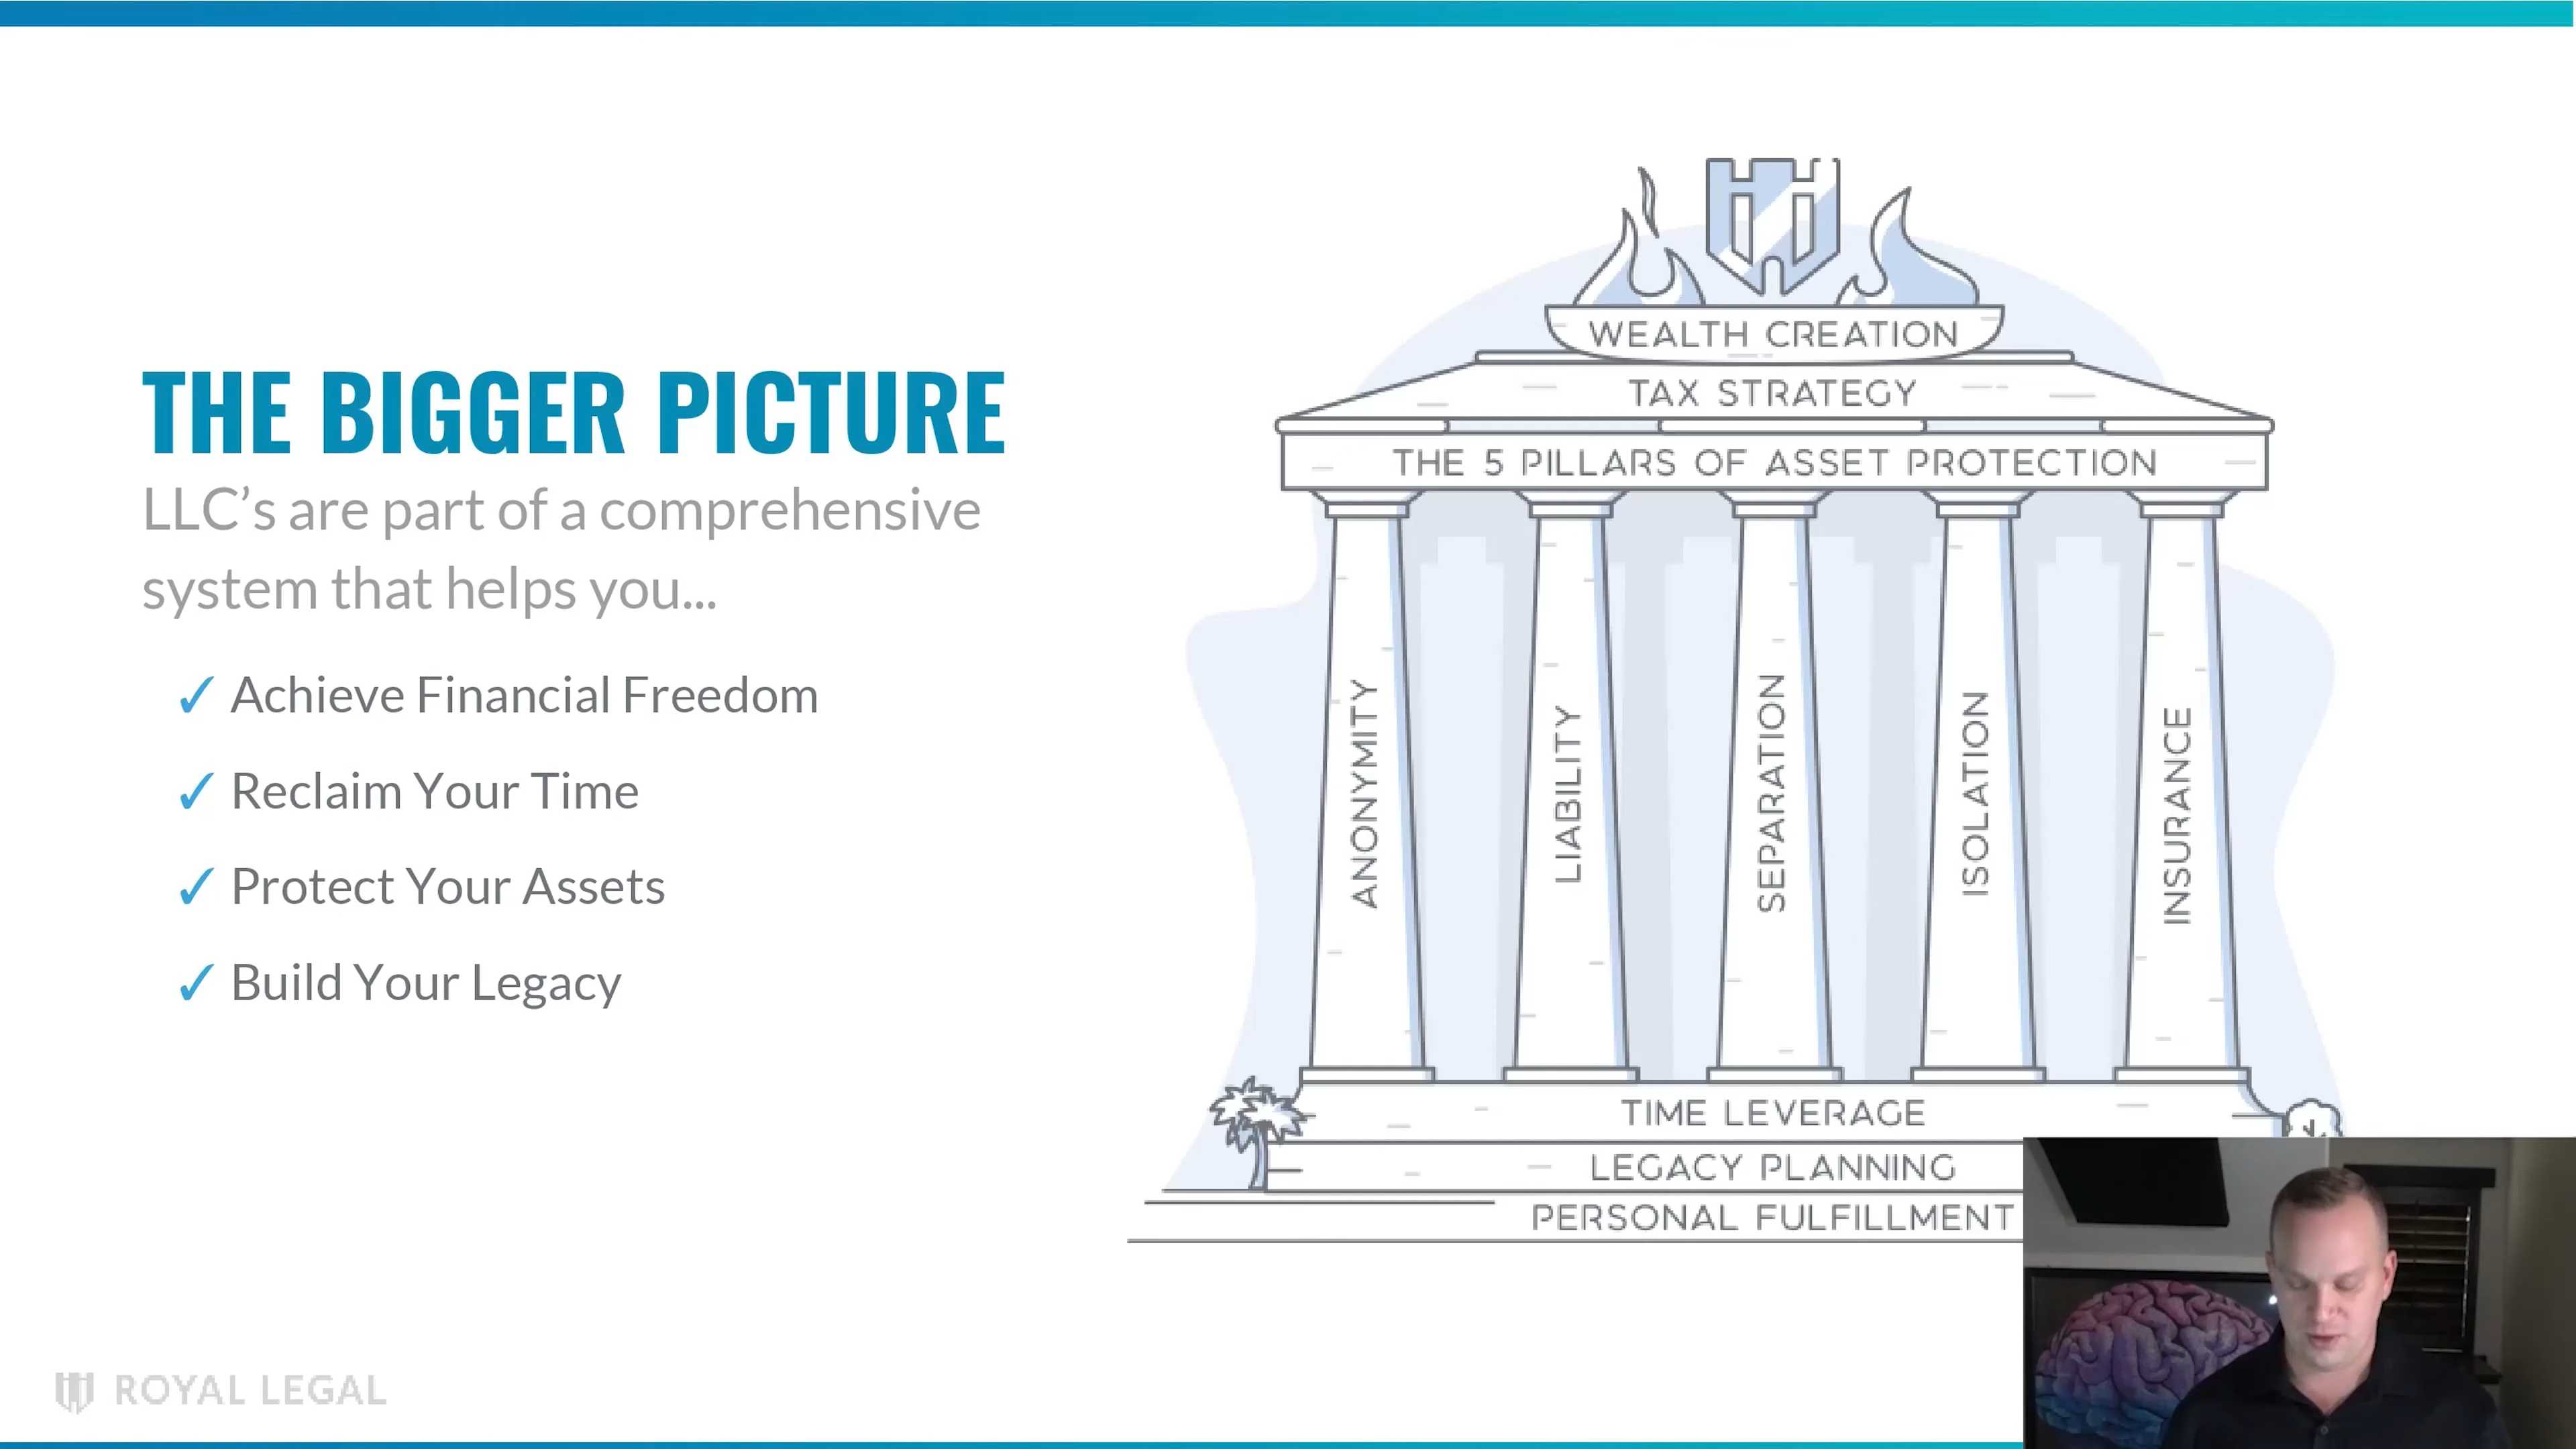 THE BIGGER PICTURE
LLC’s are part of a comprehensive
system that helps you...
✓ Achieve Financial Freedom
✓ Reclaim Your Time
✓ Protect Your Assets
✓ Build Your Legacy
WEALTH CREATION
TAX STRATEGY
THE 5 PILLARS OF ASSET PROTECTION
ANONYMITY
LIABILITY
SEPARATION
ISOLATION
INSURANCE
TIME LEVERAGE
LEGACY PLANNING
PERSONAL FULFILLMENT
ROYAL LEGAL